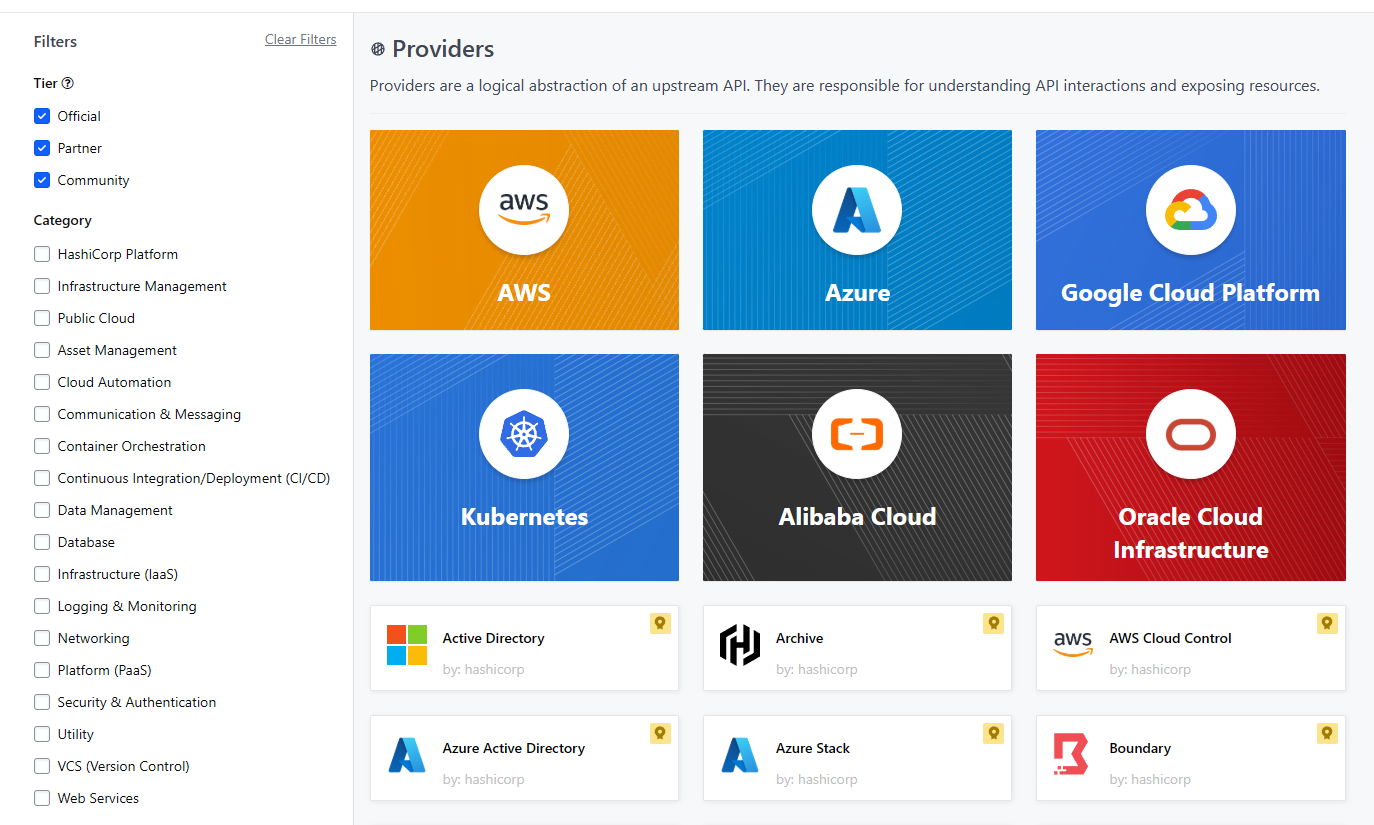 Filters
Clear Filters
Tier
Official
Partner
Community
Category
HashiCorp Platform
Infrastructure Management
Public Cloud
Asset Management
Cloud Automation
Communication & Messaging
Container Orchestration
Continuous Integration/Deployment (CI/CD)
Data Management
Database
Infrastructure (IaaS)
Logging & Monitoring
Networking
Platform (PaaS)
Security & Authentication
Utility
VCS (Version Control)
Web Services
Providers
Providers are a logical abstraction of an upstream API. They are responsible for understanding API interactions and exposing resources.
aws
AWS
Azure
Google Cloud Platform
Kubernetes
Alibaba Cloud
Oracle Cloud
Infrastructure
Active Directory
by: hashicorp
Archive
by: hashicorp
aws
AWS Cloud Control
by: hashicorp
Azure Active Directory
by: hashicorp
Azure Stack
by: hashicorp
Boundary
by: hashicorp